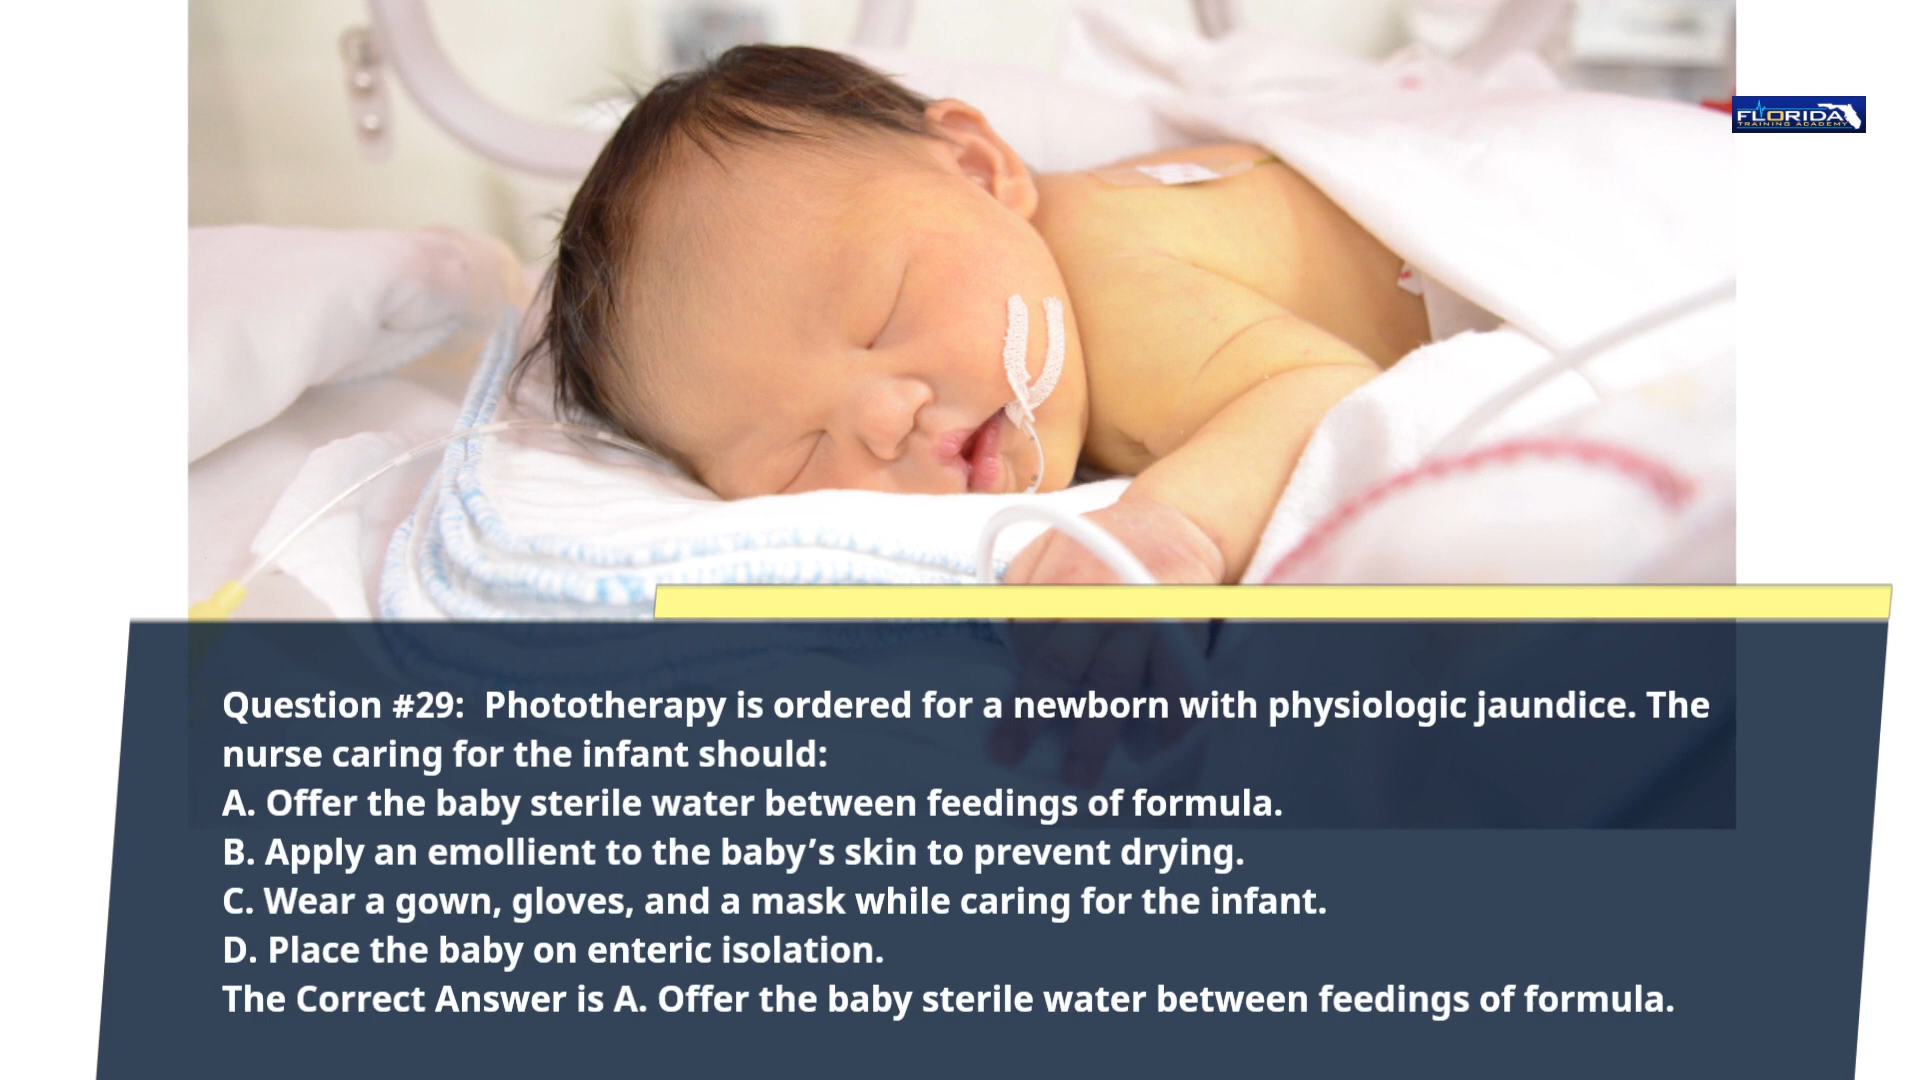 FLORIDA
TRAINING ACADEMY
Question #29:  Phototherapy is ordered for a newborn with physiologic jaundice. The
nurse caring for the infant should:
A. Offer the baby sterile water between feedings of formula.
B. Apply an emollient to the baby’s skin to prevent drying.
C. Wear a gown, gloves, and a mask while caring for the infant.
D. Place the baby on enteric isolation.
The Correct Answer is A. Offer the baby sterile water between feedings of formula.